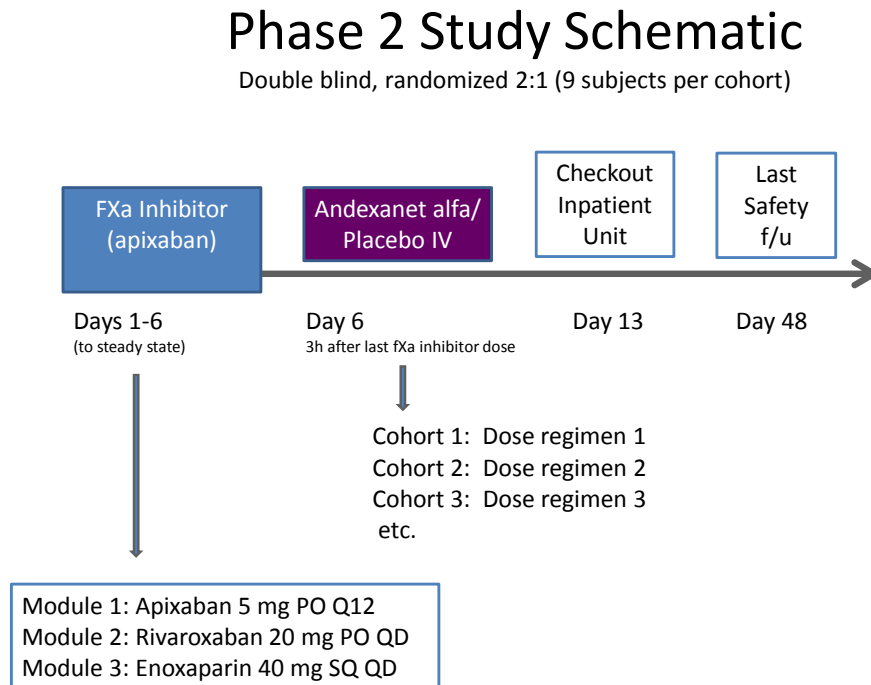 Phase 2 Study Schematic
Double blind, randomized 2:1 (9 subjects per cohort)
FXa Inhibitor
(apixaban)
Andexanet alfa/
Placebo IV
Checkout
Inpatient
Unit
Last
Safety
f/u
Days 1-6
(to steady state)
Day 6
3h after last fXa inhibitor dose
Day 13
Day 48
Cohort 1:  Dose regimen 1
Cohort 2:  Dose regimen 2
Cohort 3:  Dose regimen 3
etc.
Module 1: Apixaban 5 mg PO Q12
Module 2: Rivaroxaban 20 mg PO QD
Module 3: Enoxaparin 40 mg SQ QD